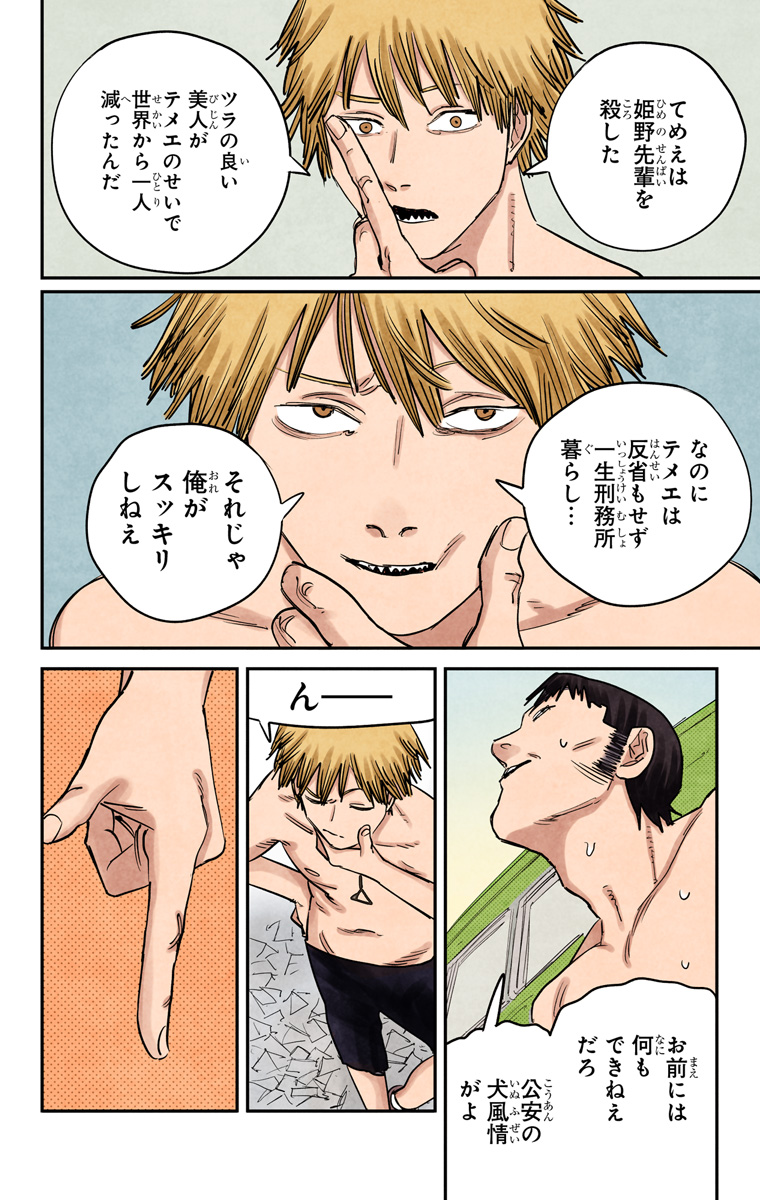 てめえは
姫野先輩を
殺した
ツラの良い
美人が
テメエのせいで
世界から一人
減ったんだ
なのに
テメエは
反省もせず
一生刑務所
暮らし…
それじゃ
俺が
スッキリ
しねえ
お前には
何も
できねえ
だろ
公安の
犬風情
がよ
んーー